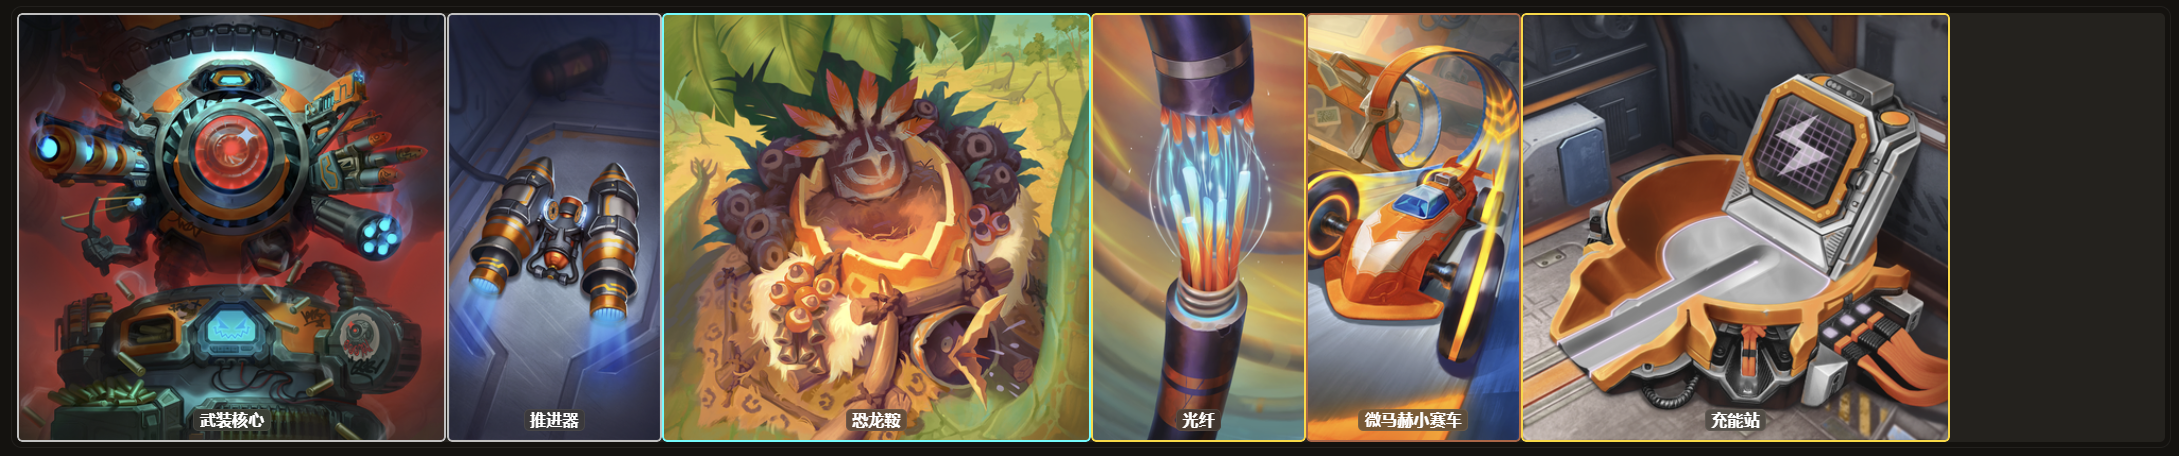 武装核心
推进器
恐龙鞍
光纤
微马赫小赛车
充能站